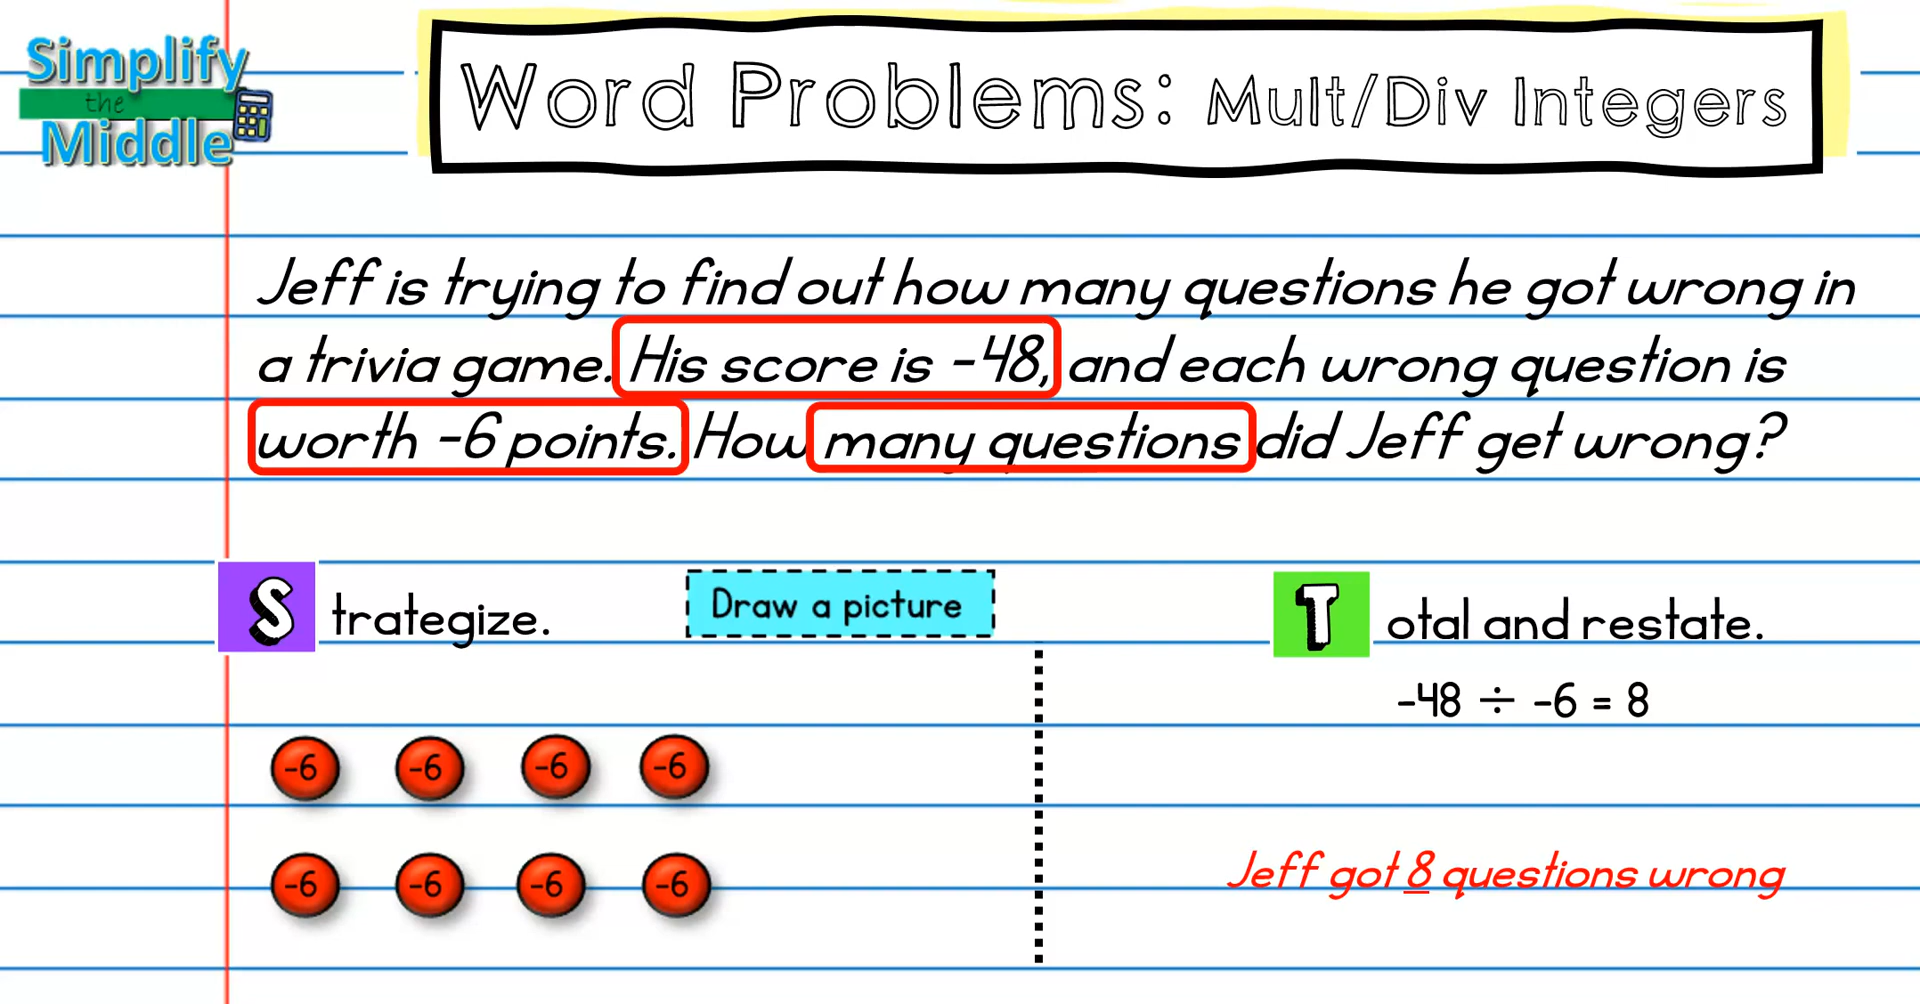 Simplify
the
Middle
Word Problems: Mult/Div Integers
Jeff is trying to find out how many questions he got wrong in
a trivia game. His score is -48, and each wrong question is
worth -6 points. How many questions did Jeff get wrong?
Strategize.
Draw a picture
Total and restate.
-48 ÷ -6 = 8
-6 -6 -6 -6
-6 -6 -6 -6
Jeff got 8 questions wrong